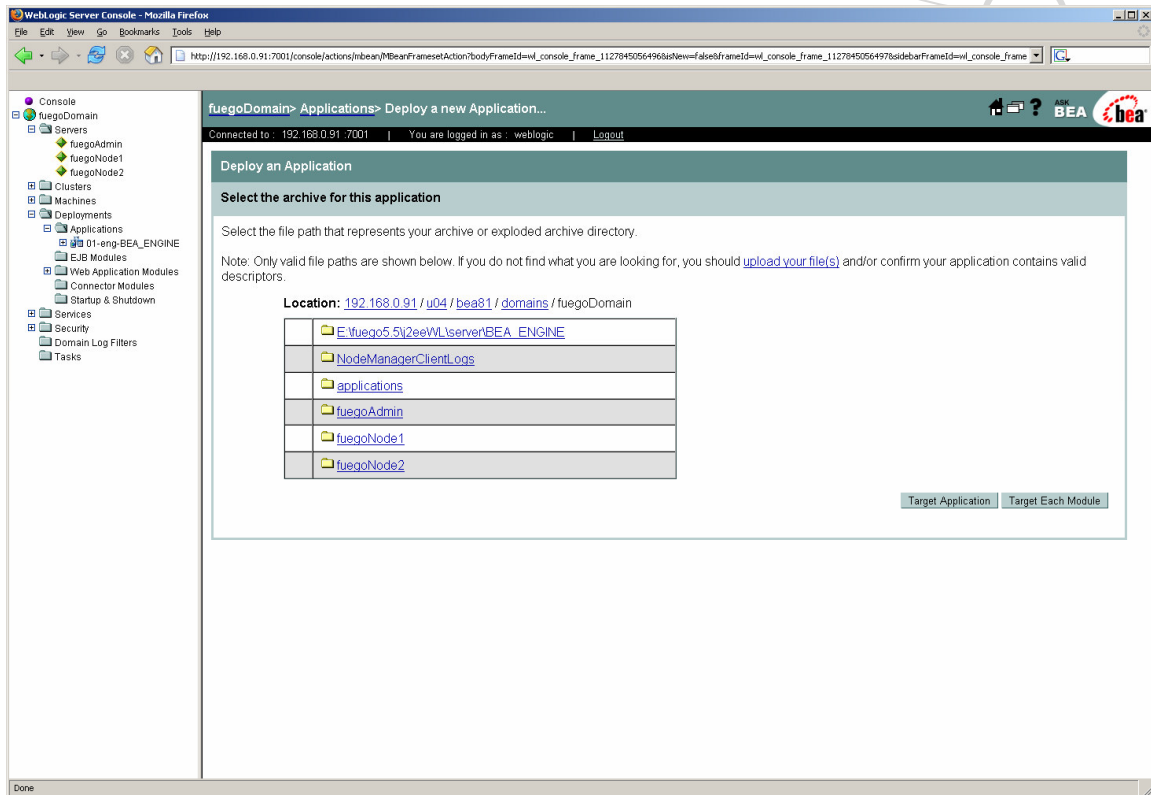 WebLogic Server Console - Mozilla Firefox
File Edit View Go Bookmarks Tools Help
http://192.168.0.91:7001/console/actions/mbean/MBeanFramesetAction?bodyFrameId=wl_console_frame_1127845056496&isNew=false&frameId=wl_console_frame_1127845056497&sidebarFrameId=wl_console_frame
Console
fuegoDomain
Servers
fuegoAdmin
fuegoNode1
fuegoNode2
Clusters
Machines
Deployments
Applications
01-eng-BEA_ENGINE
EJB Modules
Web Application Modules
Connector Modules
Startup & Shutdown
Services
Security
Domain Log Filters
Tasks
fuegoDomain> Applications> Deploy a new Application...
? ASK BEA bea
Connected to : 192.168.0.91 :7001 | You are logged in as : weblogic | Logout
Deploy an Application
Select the archive for this application
Select the file path that represents your archive or exploded archive directory.
Note: Only valid file paths are shown below. If you do not find what you are looking for, you should upload your file(s) and/or confirm your application contains valid
descriptors.
Location: 192.168.0.91 / u04 / bea81 / domains / fuegoDomain
E:\fuego5.5\j2eeWL\server\BEA_ENGINE
NodeManagerClientLogs
applications
fuegoAdmin
fuegoNode1
fuegoNode2
Target Application Target Each Module
Done